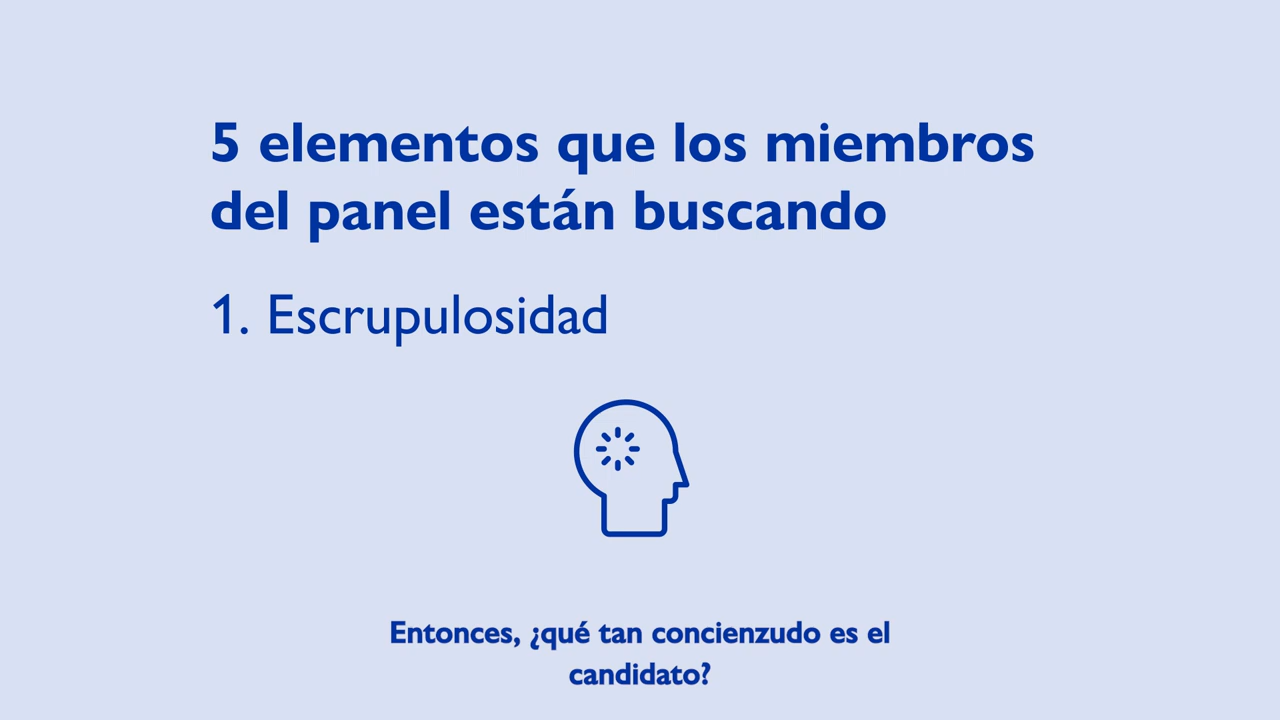 5 elementos que los miembros
del panel están buscando
1. Escrupulosidad
Entonces, ¿qué tan concienzudo es el
candidato?